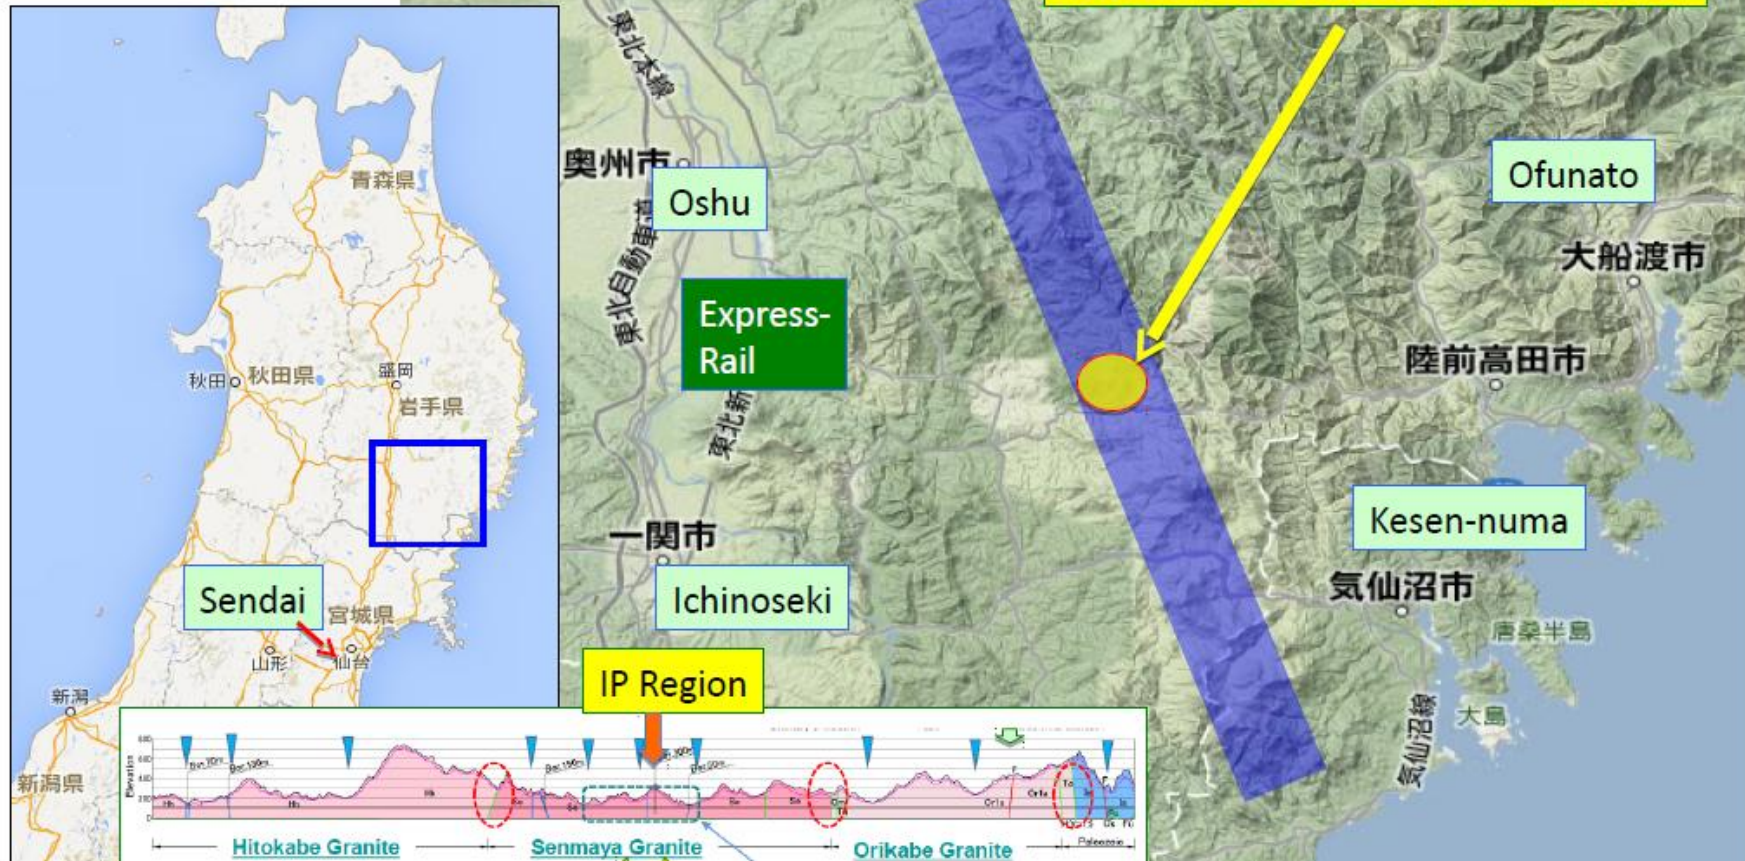 東北本線
奥州市
Oshu
Ofunato
大船渡市
東北自動車道
Express-
Rail
東北新
陸前高田市
青森県
秋田
秋田県
盛岡
岩手県
一関市
Ichinoseki
Kesen-numa
気仙沼市
唐桑半島
大島
気仙沼線
Sendai
宮城県
山形
仙台
新潟
新潟県
IP Region
Elevation
Hitokabe Granite
Senmaya Granite
Orikabe Granite
Paleozoic